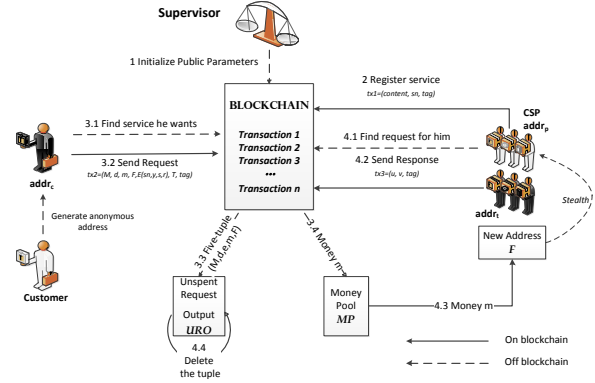 Supervisor
1 Initialize Public Parameters
BLOCKCHAIN
Transaction 1
Transaction 2
Transaction 3
...
Transaction n
2 Register service
tx1=(content, sn, tag)
3.1 Find service he wants
3.2 Send Request
tx2=(M, d, m, F,E(sn,y,s,r), T, tag)
addrc
Generate anonymous
address
Customer
4.1 Find request for him
4.2 Send Response
tx3=(u, v, tag)
CSP
addrp
addrt
Stealth
New Address
F
3.3 Five-tuple
(M,d,e,m,F)
3.4 Money m
Unspent
Request
Output
URO
4.4
Delete
the tuple
Money
Pool
MP
4.3 Money m
On blockchain
Off blockchain